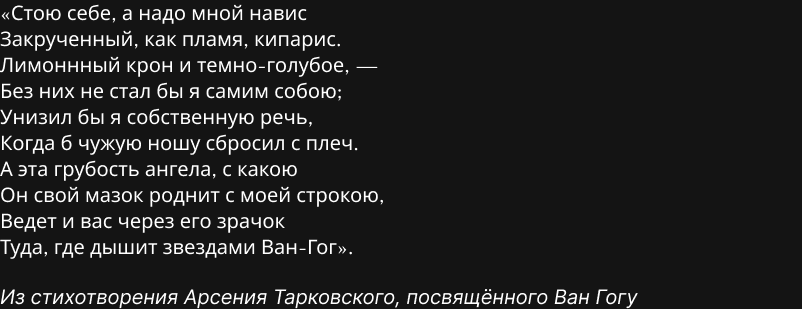 «Стою себе, а надо мной навис
Закрученный, как пламя, кипарис.
Лимоннный крон и темно-голубое, —
Без них не стал бы я самим собою;
Унизил бы я собственную речь,
Когда б чужую ношу сбросил с плеч.
А эта грубость ангела, с какою
Он свой мазок роднит с моей строкою,
Ведет и вас через его зрачок
Туда, где дышит звездами Ван-Гог».
Из стихотворения Арсения Тарковского, посвящённого Ван Гогу